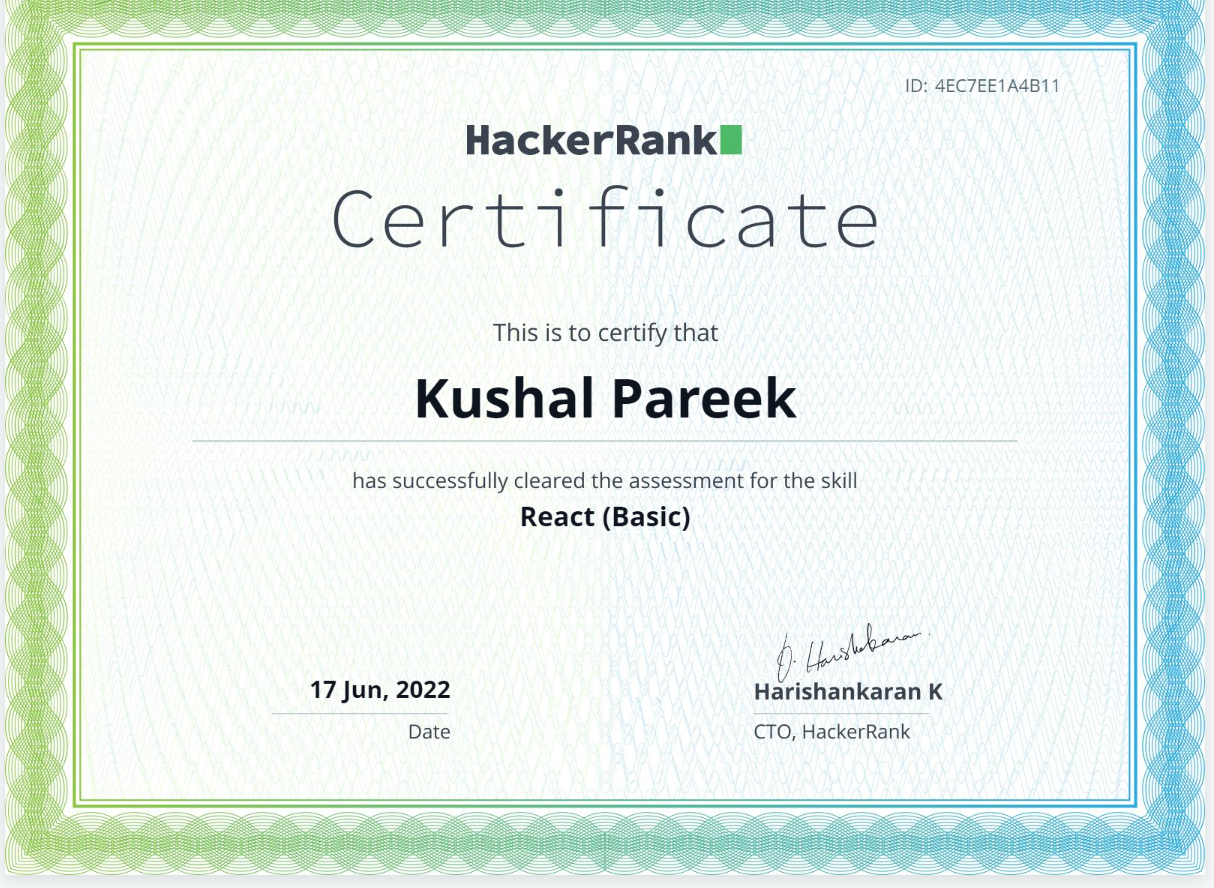 ID: 4EC7EE1A4B11
HackerRank
Certificate
This is to certify that
Kushal Pareek
has successfully cleared the assessment for the skill
React (Basic)
17 Jun, 2022
Date
Harishankaran K
CTO, HackerRank